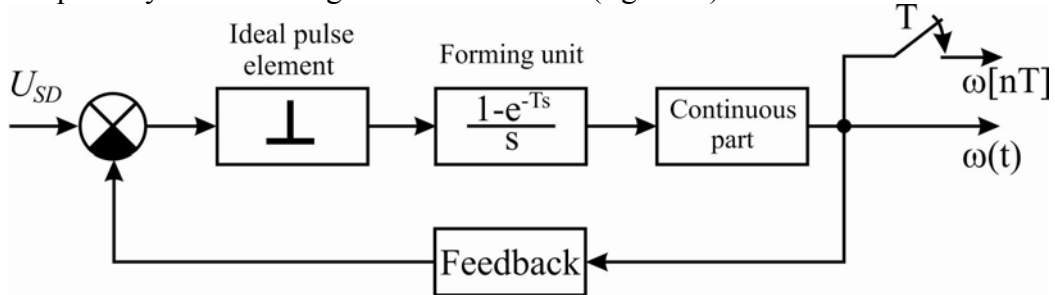 Ideal pulse
element
Forming unit
T
U_SD
1-e^-Ts
s
Continuous
part
ω[nT]
ω(t)
Feedback